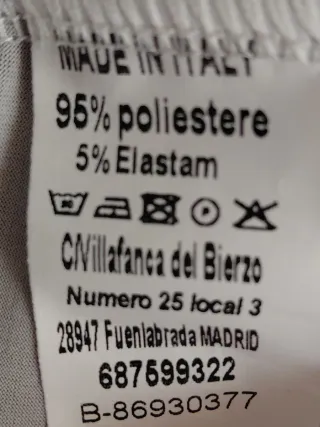 MADE IN ITALY
95% poliestere
5% Elastam
P
C/Villafanca del Bierzo
Numero 25 local 3
28947 Fuenlabrada MADRID
687599322
B-86930377